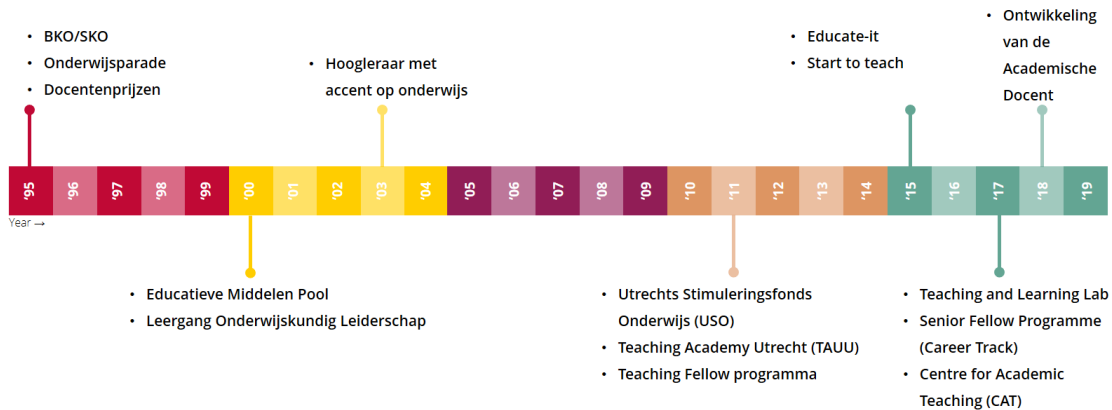 • BKO/SKO
• Onderwijsparade
• Docentenprijzen
• Hoogleraar met
accent op onderwijs
• Educate-it
• Start to teach
• Ontwikkeling
van de
Academische
Docent
'95 '96 '97 '98 '99 '00 '01 '02 '03 '04 '05 '06 '07 '08 '09 '10 '11 '12 '13 '14 '15 '16 '17 '18 '19
Year →
• Educatieve Middelen Pool
• Leergang Onderwijskundig Leiderschap
• Utrechts Stimuleringsfonds
Onderwijs (USO)
• Teaching Academy Utrecht (TAUU)
• Teaching Fellow programma
• Teaching and Learning Lab
• Senior Fellow Programme
(Career Track)
• Centre for Academic
Teaching (CAT)